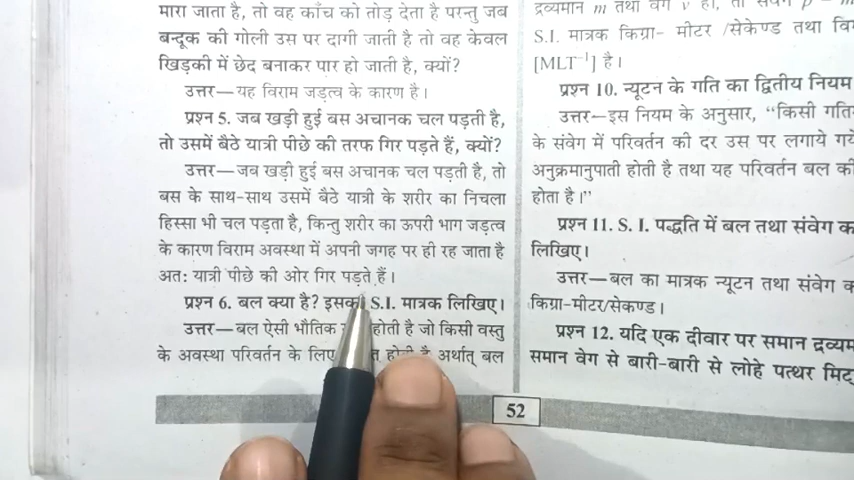 मारा जाता है, तो वह काँच को तोड़ देता है परन्तु जब
बन्दूक की गोली उस पर दागी जाती है तो वह केवल
खिड़की में छेद बनाकर पार हो जाती है, क्यों?
उत्तर—यह विराम जड़त्व के कारण है।
प्रश्न 5. जब खड़ी हुई बस अचानक चल पड़ती है,
तो उसमें बैठे यात्री पीछे की तरफ गिर पड़ते हैं, क्यों?
उत्तर—जब खड़ी हुई बस अचानक चल पड़ती है, तो
बस के साथ-साथ उसमें बैठे यात्री के शरीर का निचला
हिस्सा भी चल पड़ता है, किन्तु शरीर का ऊपरी भाग जड़त्व
के कारण विराम अवस्था में अपनी जगह पर ही रह जाता है
अतः यात्री पीछे की ओर गिर पड़ते हैं।
प्रश्न 6. बल क्या है? इसका S.I. मात्रक लिखिए।
उत्तर—बल ऐसी भौतिक होती है जो किसी वस्तु
के अवस्था परिवर्तन के लिए होती है अर्थात् बल
द्रव्यमान m तथा वेग v हो, तो
S.I. मात्रक किग्रा- मीटर /सेकेण्ड तथा
[MLT⁻¹] है।
प्रश्न 10. न्यूटन के गति का द्वितीय नियम
उत्तर—इस नियम के अनुसार, “किसी
के संवेग में परिवर्तन की दर उस पर लगाये गये
अनुक्रमानुपाती होती है तथा यह परिवर्तन बल की
होता है।”
प्रश्न 11. S. I. पद्धति में बल तथा संवेग
लिखिए।
उत्तर—बल का मात्रक न्यूटन तथा संवेग
किग्रा-मीटर/सेकण्ड।
प्रश्न 12. यदि एक दीवार पर समान
समान वेग से बारी-बारी से लोहे पत्थर
52